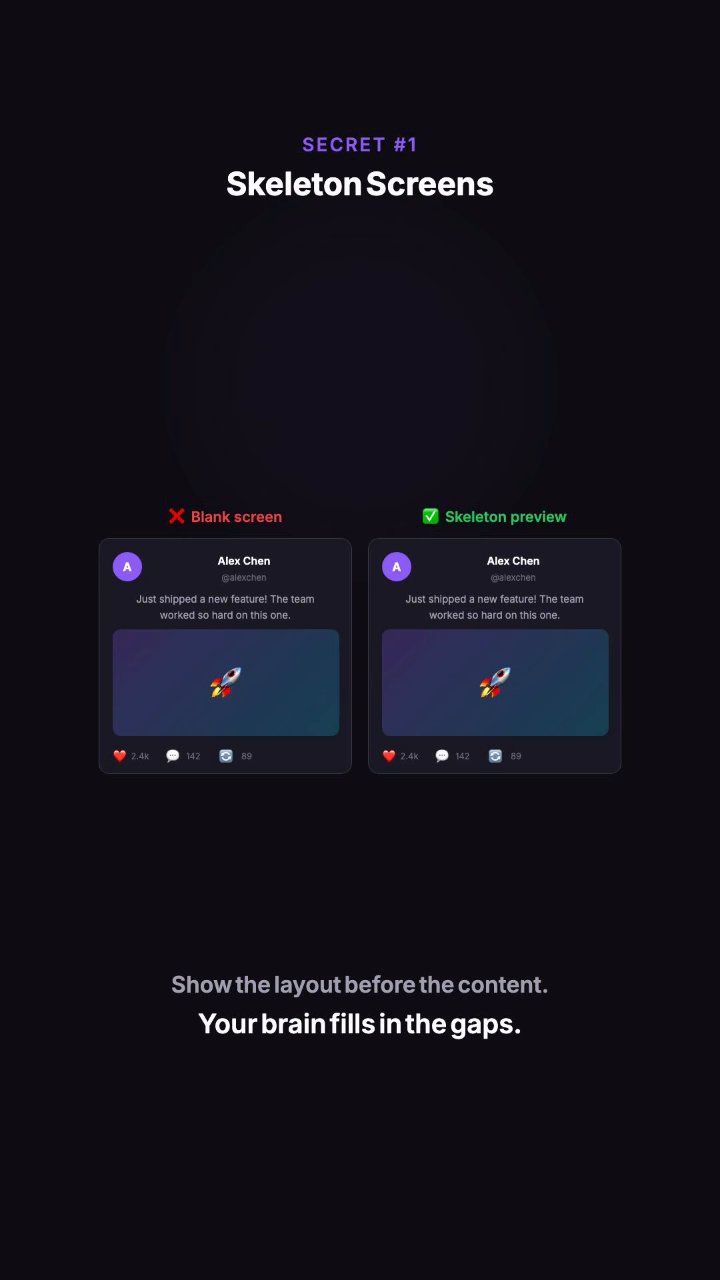 SECRET #1
Skeleton Screens
❌ Blank screen
✅ Skeleton preview
A
Alex Chen
@alexchen
Just shipped a new feature! The team
worked so hard on this one.
🚀
❤️ 2.4k 💬 142 🔄 89
A
Alex Chen
@alexchen
Just shipped a new feature! The team
worked so hard on this one.
🚀
❤️ 2.4k 💬 142 🔄 89
Show the layout before the content.
Your brain fills in the gaps.